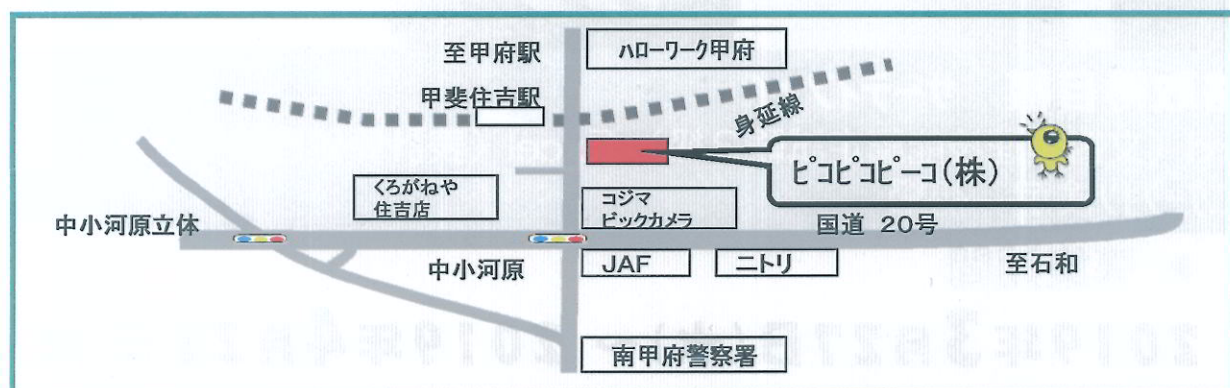 至甲府駅
ハローワーク甲府
甲斐住吉駅
身延線
ピコピコピーコ(株)
くろがねや
住吉店
コジマ
ビックカメラ
中小河原立体
国道 20号
中小河原
JAF
ニトリ
至石和
南甲府警察署